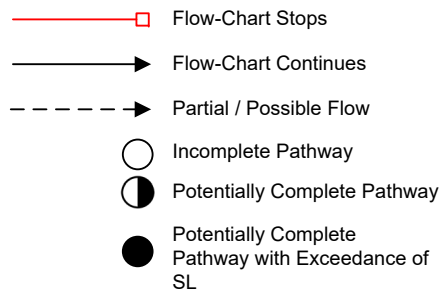 Flow-Chart Stops
Flow-Chart Continues
Partial / Possible Flow
Incomplete Pathway
Potentially Complete Pathway
Potentially Complete
Pathway with Exceedance of
SL